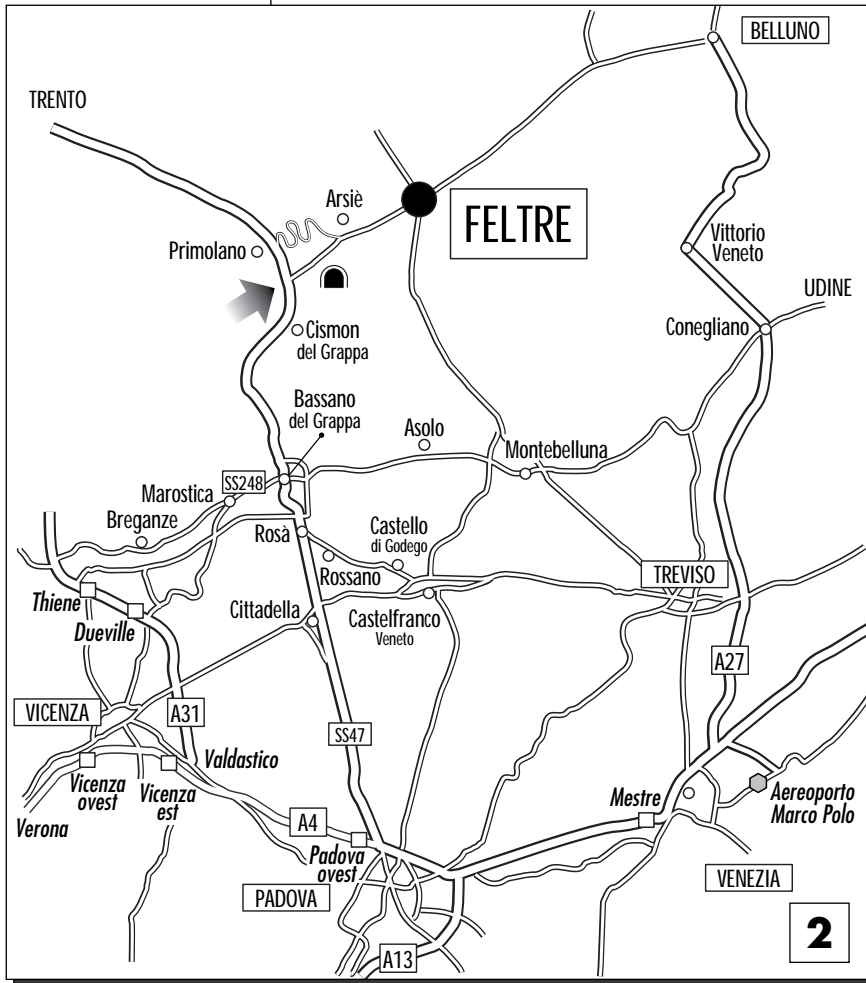 BELLUNO
TRENTO
Arsiè
FELTRE
Primolano
Vittorio
Veneto
UDINE
Conegliano
Cismon
del Grappa
Bassano
del Grappa
Asolo
Montebelluna
SS248
Marostica
Breganze
Rosà
Castello
di Godego
Rossano
TREVISO
Thiene
Cittadella
Castelfranco
Veneto
Dueville
A27
VICENZA
A31
SS47
Valdastico
Vicenza
ovest
Vicenza
est
Verona
Mestre
Aereoporto
Marco Polo
A4
Padova
ovest
VENEZIA
PADOVA
2
A13